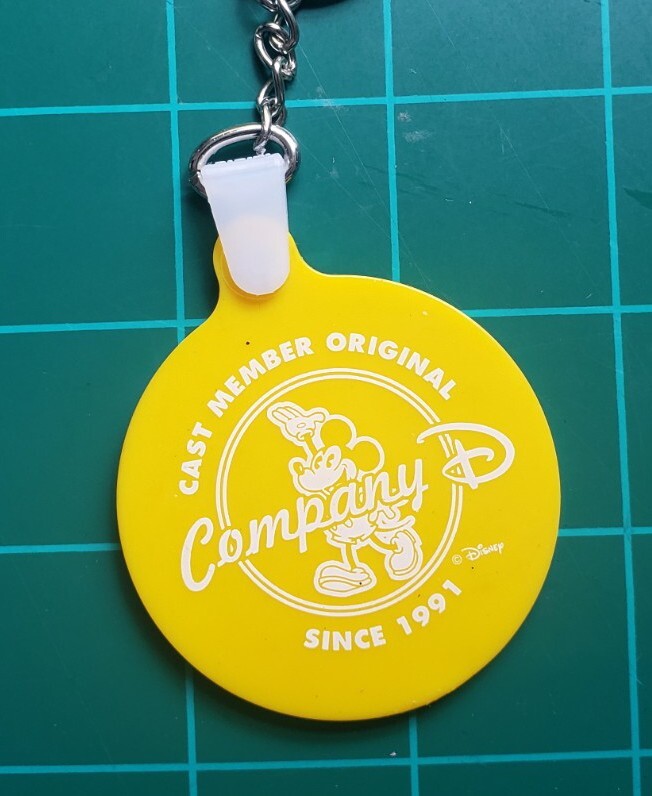 CAST MEMBER ORIGINAL
Company D
© Disney
SINCE 1991